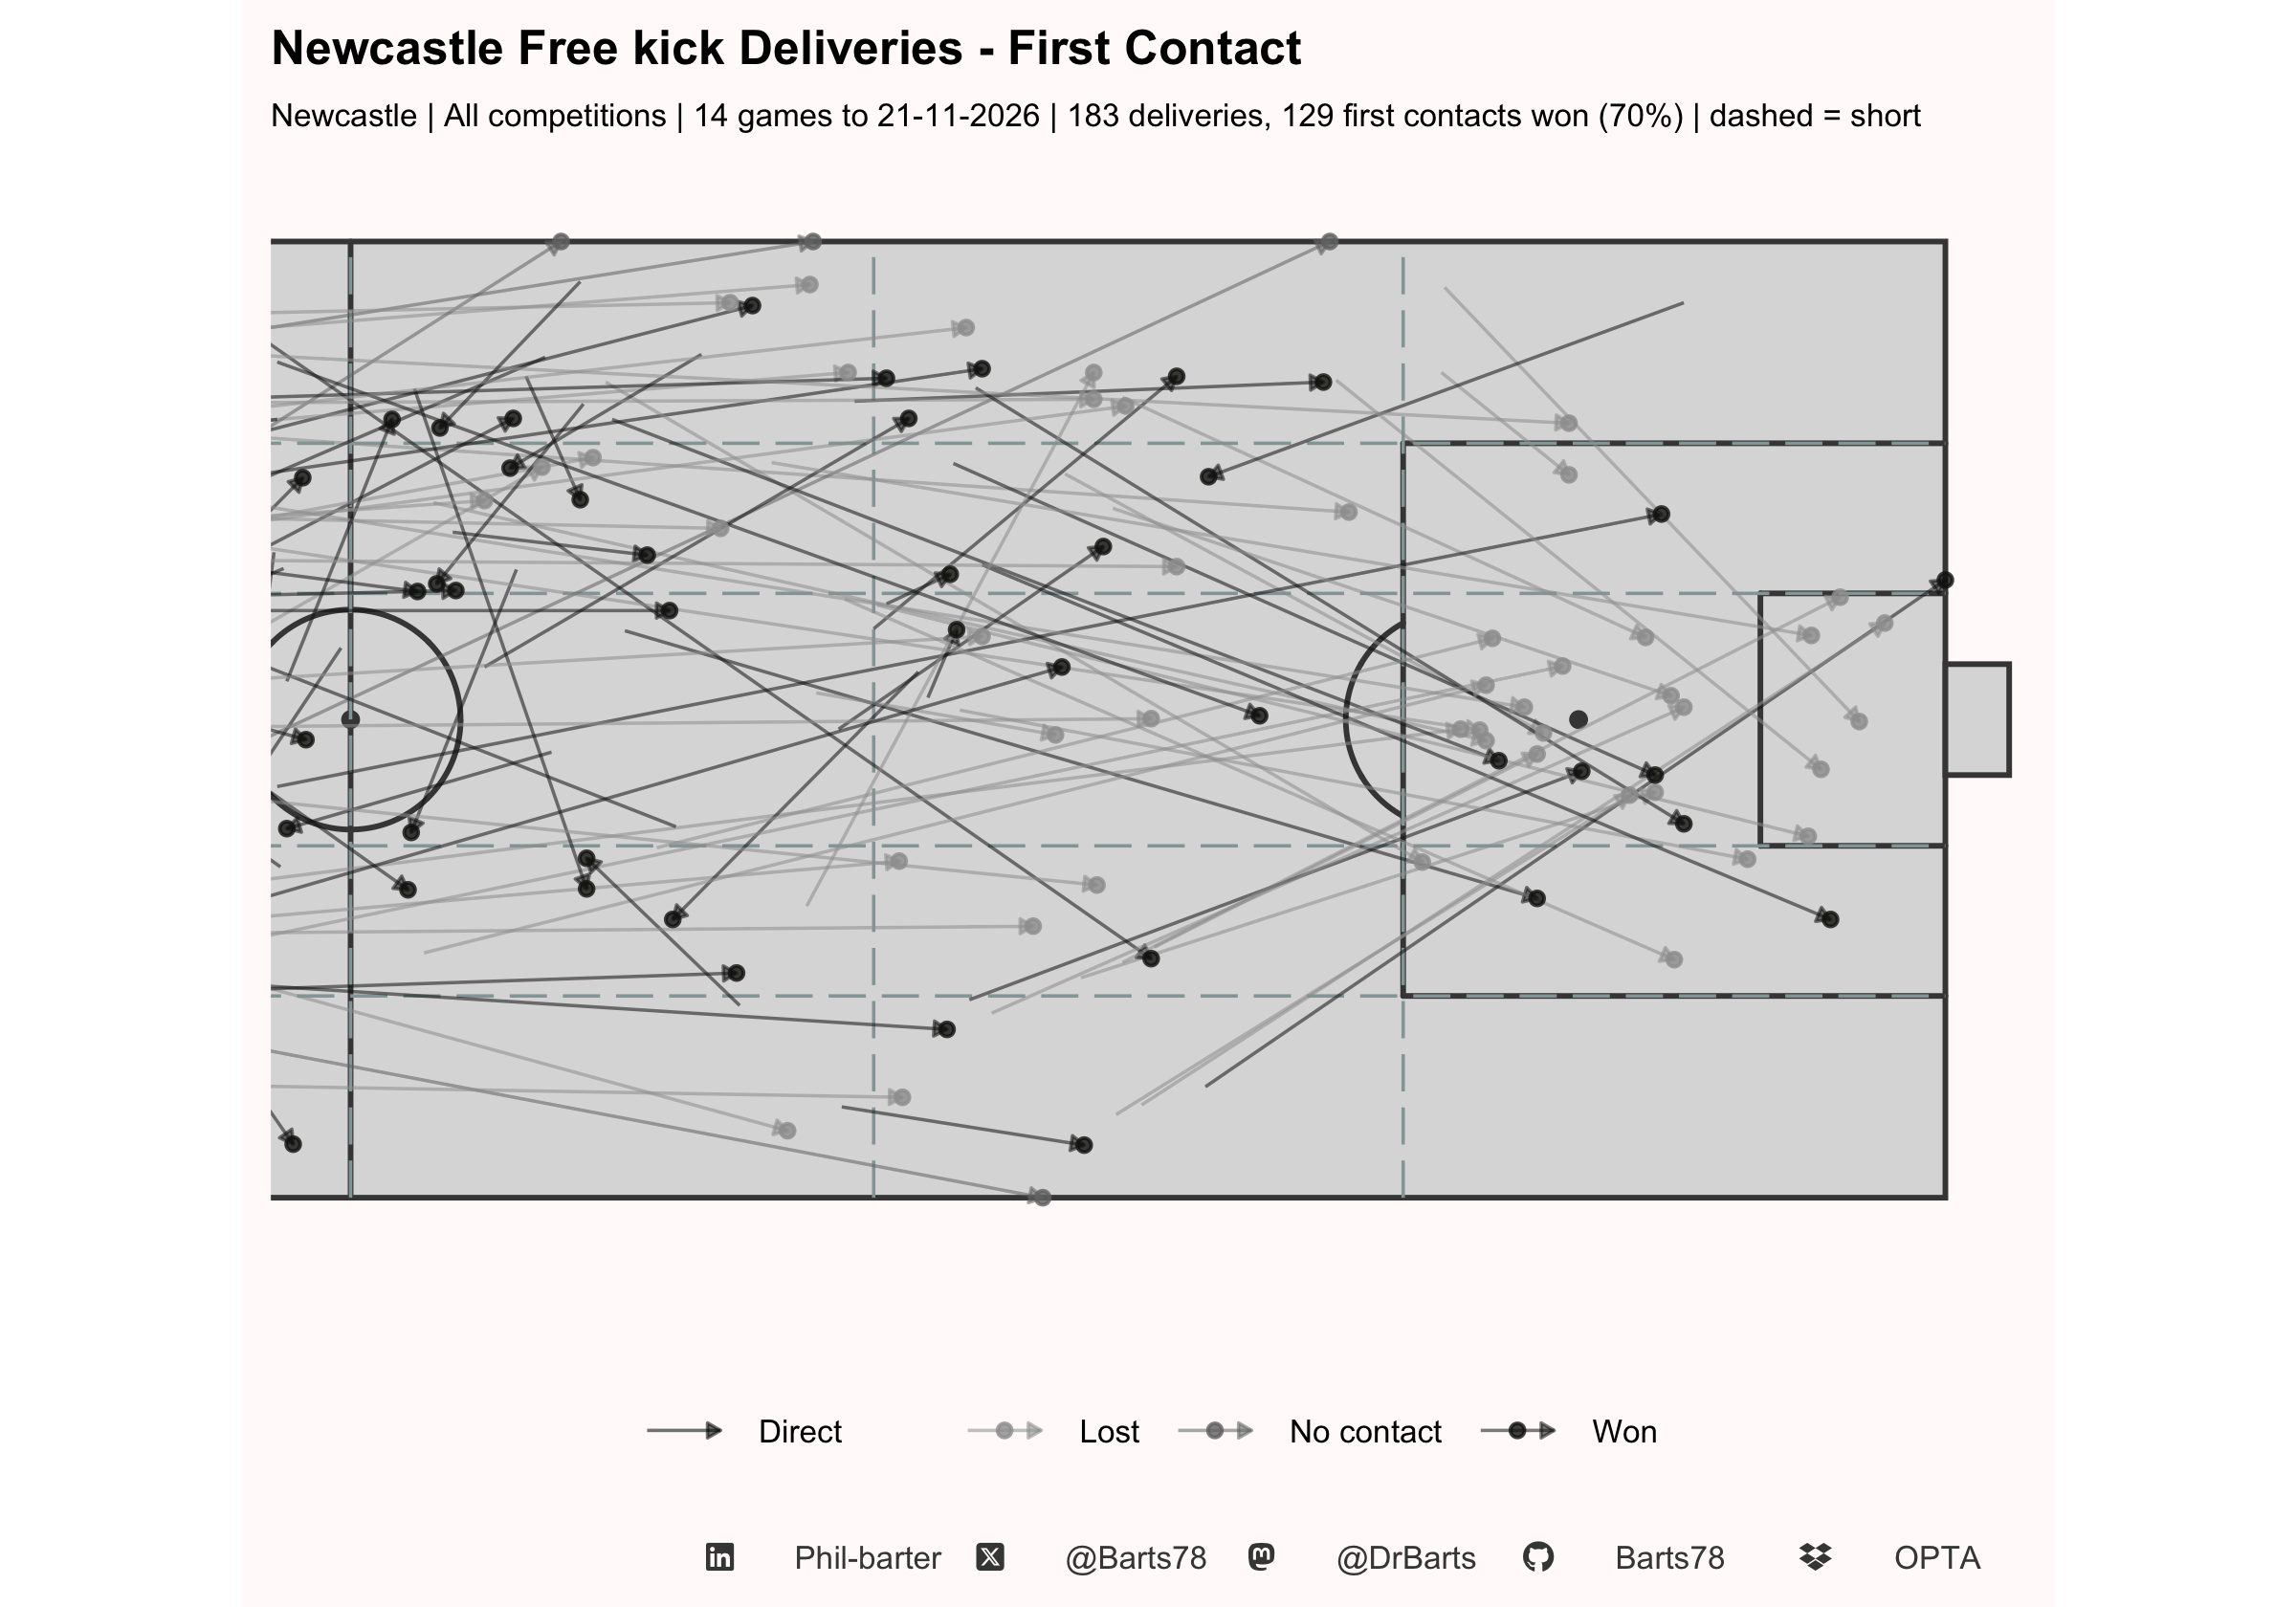 Newcastle Free kick Deliveries - First Contact
Newcastle | All competitions | 14 games to 21-11-2026 | 183 deliveries, 129 first contacts won (70%) | dashed = short
Direct Lost No contact Won
Phil-barter @Barts78 @DrBarts Barts78 OPTA